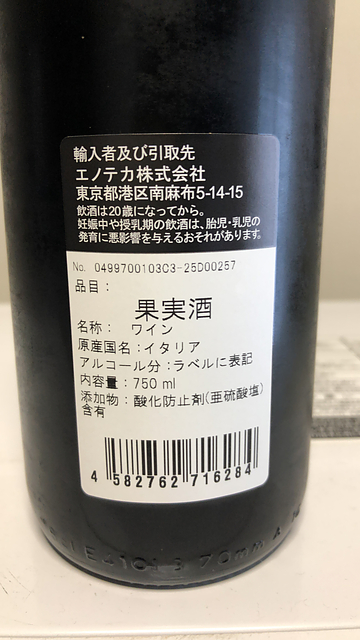 輸入者及び引取先
エノテカ株式会社
東京都港区南麻布5-14-15
飲酒は20歳になってから。
妊娠中や授乳期の飲酒は、胎児・乳児の
発育に悪影響を与えるおそれがあります。
No. 0499700103C3-25D00257
品目：
果実酒
名称： ワイン
原産国名：イタリア
アルコール分：ラベルに表記
内容量：750 ml
添加物：酸化防止剤(亜硫酸塩)
含有
4 582762 716284
70mm